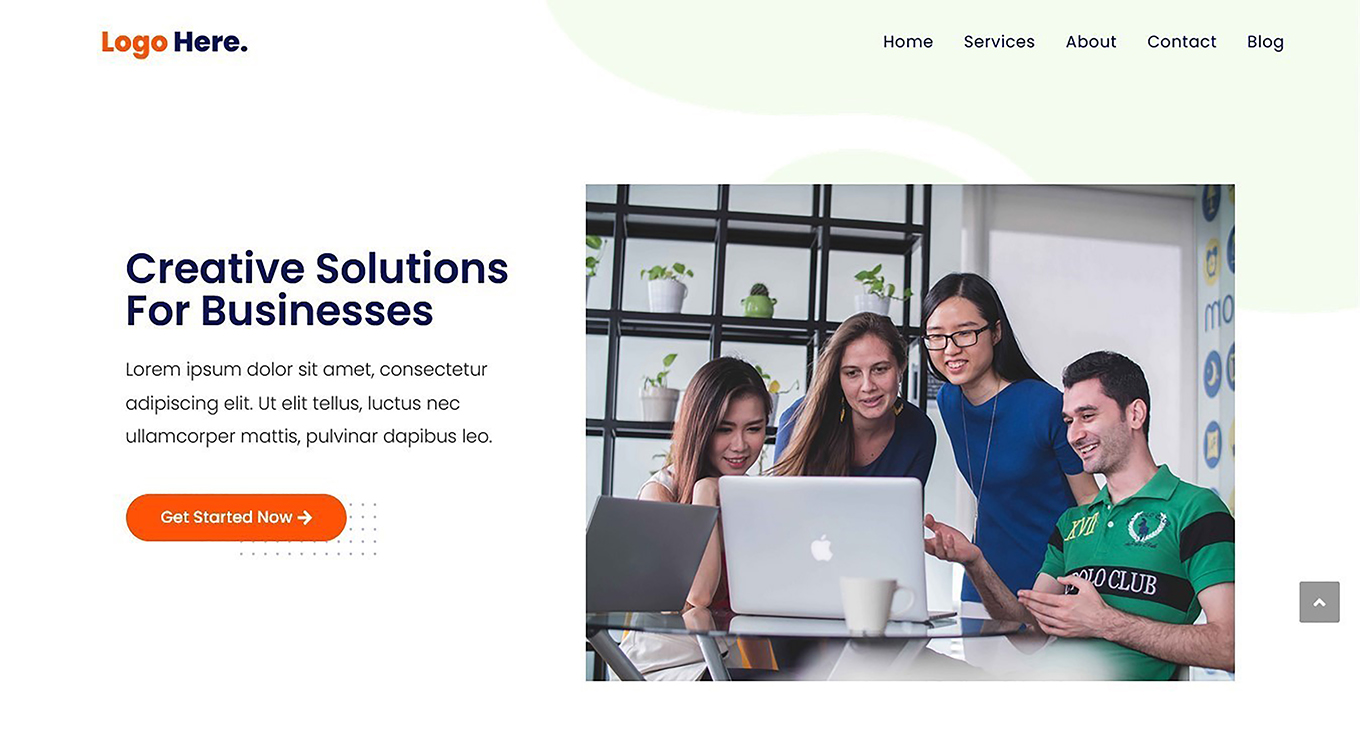 Logo Here.
Home Services About Contact Blog
Creative Solutions
For Businesses
Lorem ipsum dolor sit amet, consectetur
adipiscing elit. Ut elit tellus, luctus nec
ullamcorper mattis, pulvinar dapibus leo.
Get Started Now
mo
XVII
POLO CLUB